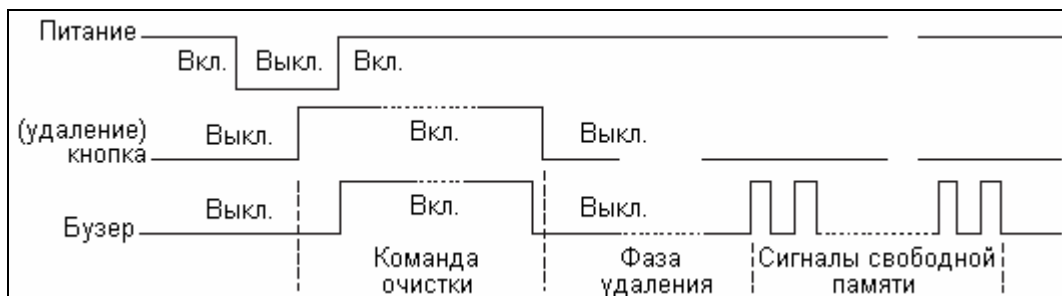 Питание
Вкл. Выкл. Вкл.
(удаление)
кнопка
Выкл. Вкл. Выкл.
Бузер
Выкл. Вкл. Выкл.
Команда
очистки
Фаза
удаления
Сигналы свободной
памяти